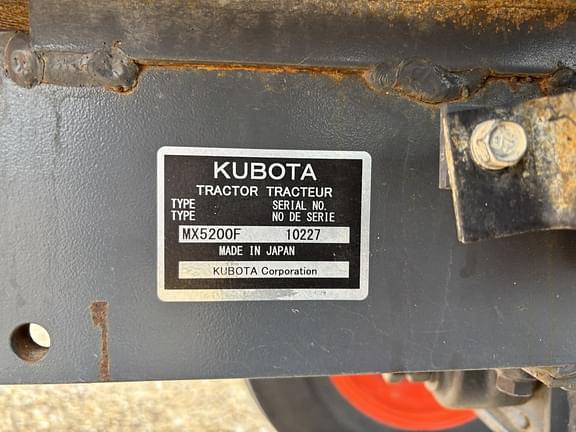 KUBOTA
TRACTOR TRACTEUR
TYPE SERIAL NO.
TYPE NO DE SERIE
MX5200F 10227
MADE IN JAPAN
KUBOTA Corporation